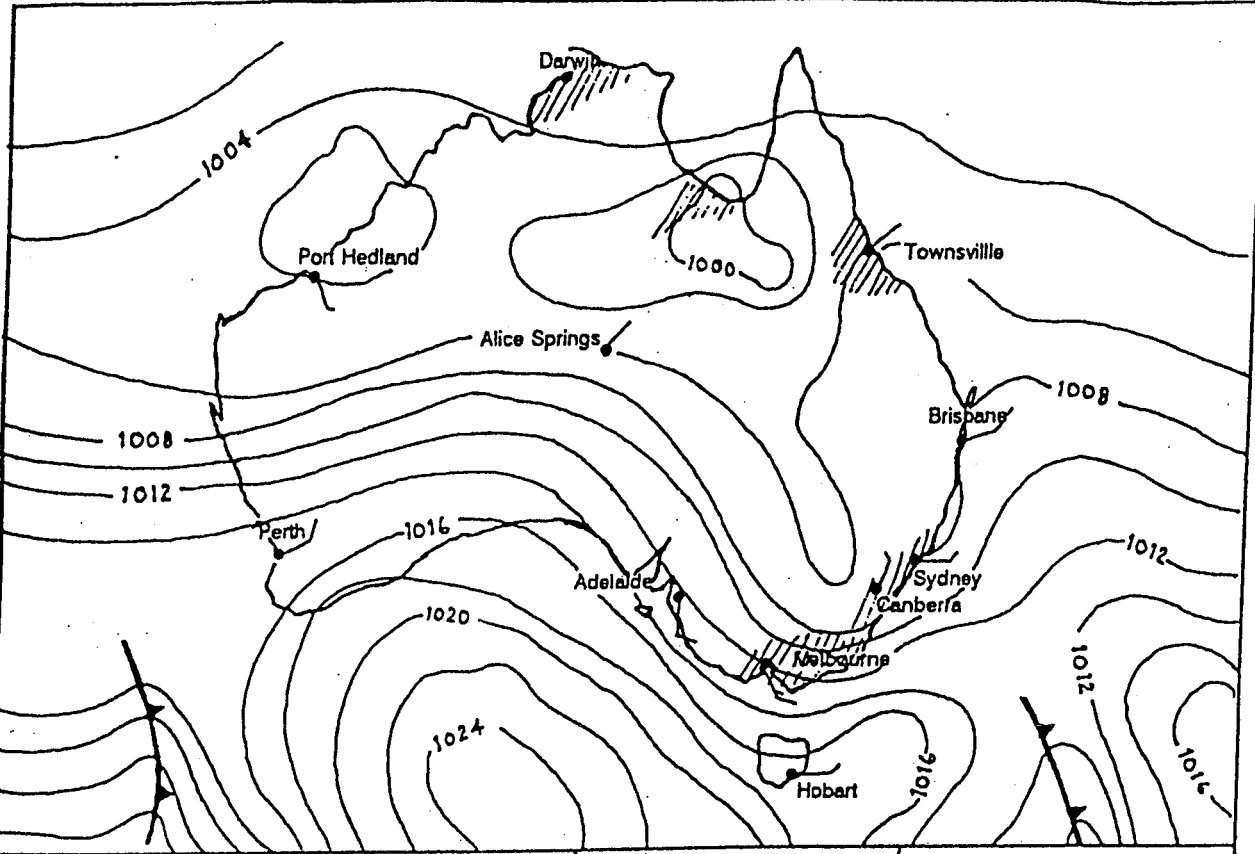 Darwin
1004
Port Hedland
1000
Townsvillle
Alice Springs
1008
Brisbane
1008
1012
Perth
1016
1012
Adelaide
Sydney
Canberra
1020
Melbourne
1012
1024
1016
1016
Hobart